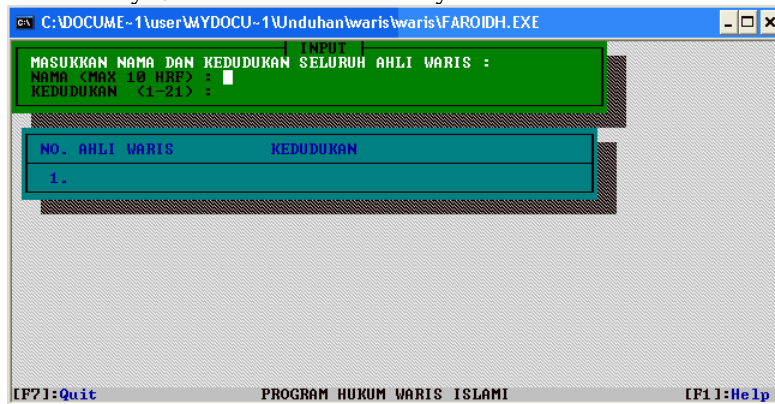 C:\DOCUME~1\user\MYDOCU~1\Unduhan\waris\waris\FAROIDH.EXE
INPUT
MASUKKAN NAMA DAN KEDUDUKAN SELURUH AHLI WARIS :
NAMA (MAX 10 HRF) :
KEDUDUKAN (1-21) :
NO. AHLI WARIS KEDUDUKAN
1.
[F7]:Quit PROGRAM HUKUM WARIS ISLAMI [F1]:Help